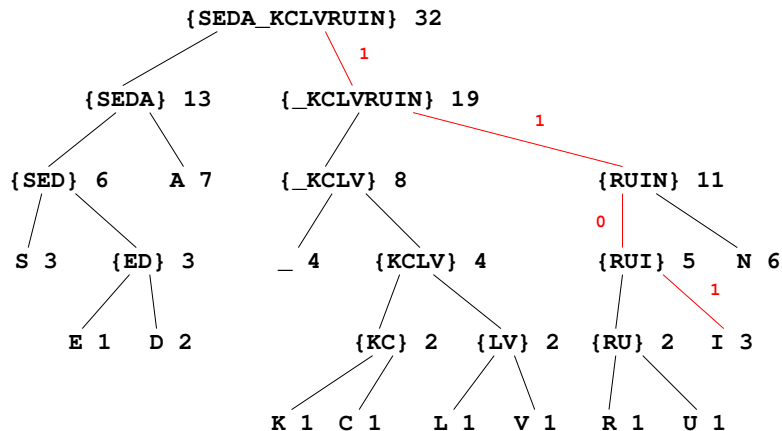 {SEDA_KCLVRUIN} 32
1
{SEDA} 13 {_KCLVRUIN} 19
1
{SED} 6 A 7 {_KCLV} 8 {RUIN} 11
0
S 3 {ED} 3 _ 4 {KCLV} 4 {RUI} 5 N 6
1
E 1 D 2 {KC} 2 {LV} 2 {RU} 2 I 3
K 1 C 1 L 1 V 1 R 1 U 1